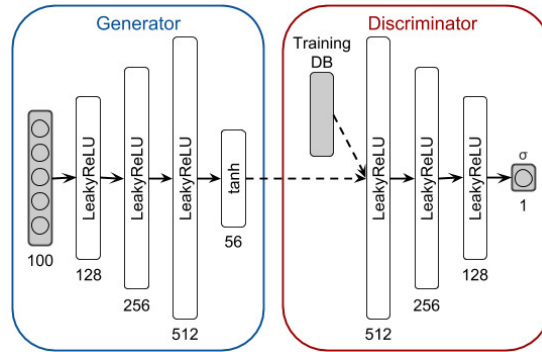 Generator
100
LeakyReLU
128
LeakyReLU
256
LeakyReLU
512
tanh
56
Discriminator
Training
DB
LeakyReLU
512
LeakyReLU
256
LeakyReLU
128
σ
1